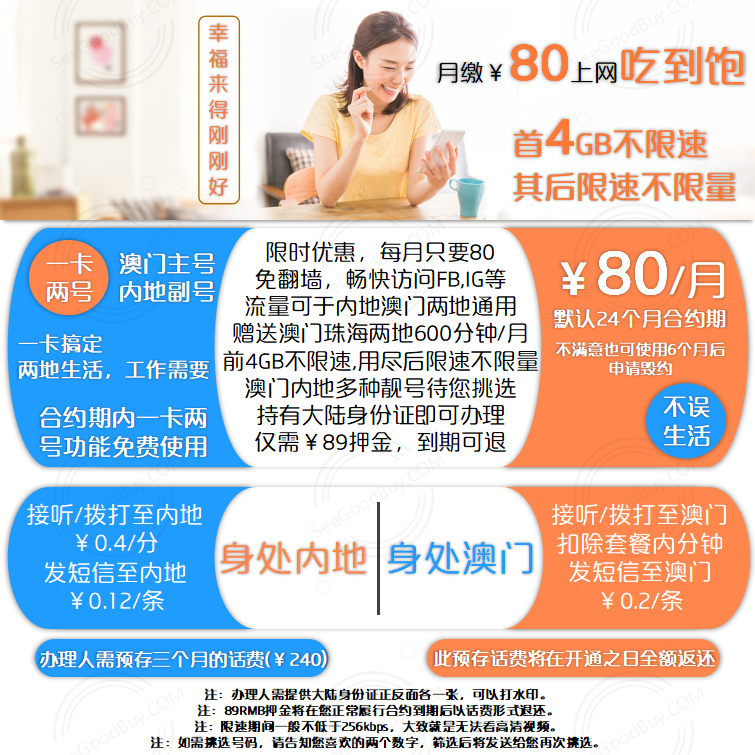 幸福来得刚刚好
月缴￥80上网吃到饱
首4GB不限速
其后限速不限量
一卡
两号
澳门主号
内地副号
一卡搞定
两地生活，工作需要
合约期内一卡两
号功能免费使用
限时优惠，每月只要80
免翻墙，畅快访问FB,IG等
流量可于内地澳门两地通用
赠送澳门珠海两地600分钟/月
前4GB不限速,用尽后限速不限量
澳门内地多种靓号待您挑选
持有大陆身份证即可办理
仅需￥89押金，到期可退
￥80/月
默认24个月合约期
不满意也可使用6个月后
申请毁约
不误
生活
接听/拨打至内地
￥0.4/分
发短信至内地
￥0.12/条
身处内地
身处澳门
接听/拨打至澳门
扣除套餐内分钟
发短信至澳门
￥0.2/条
办理人需预存三个月的话费(￥240)
此预存话费将在开通之日全额返还
注：办理人需提供大陆身份证正反面各一张，可以打水印。
注：89RMB押金将在您正常履行合约到期后以话费形式退还。
注：限速期间一般不低于256kbps，大致就是无法看高清视频。
注：如需挑选号码，请告知您喜欢的两个数字，筛选后将发送给您再次挑选。
SeeGoodBuy.COM